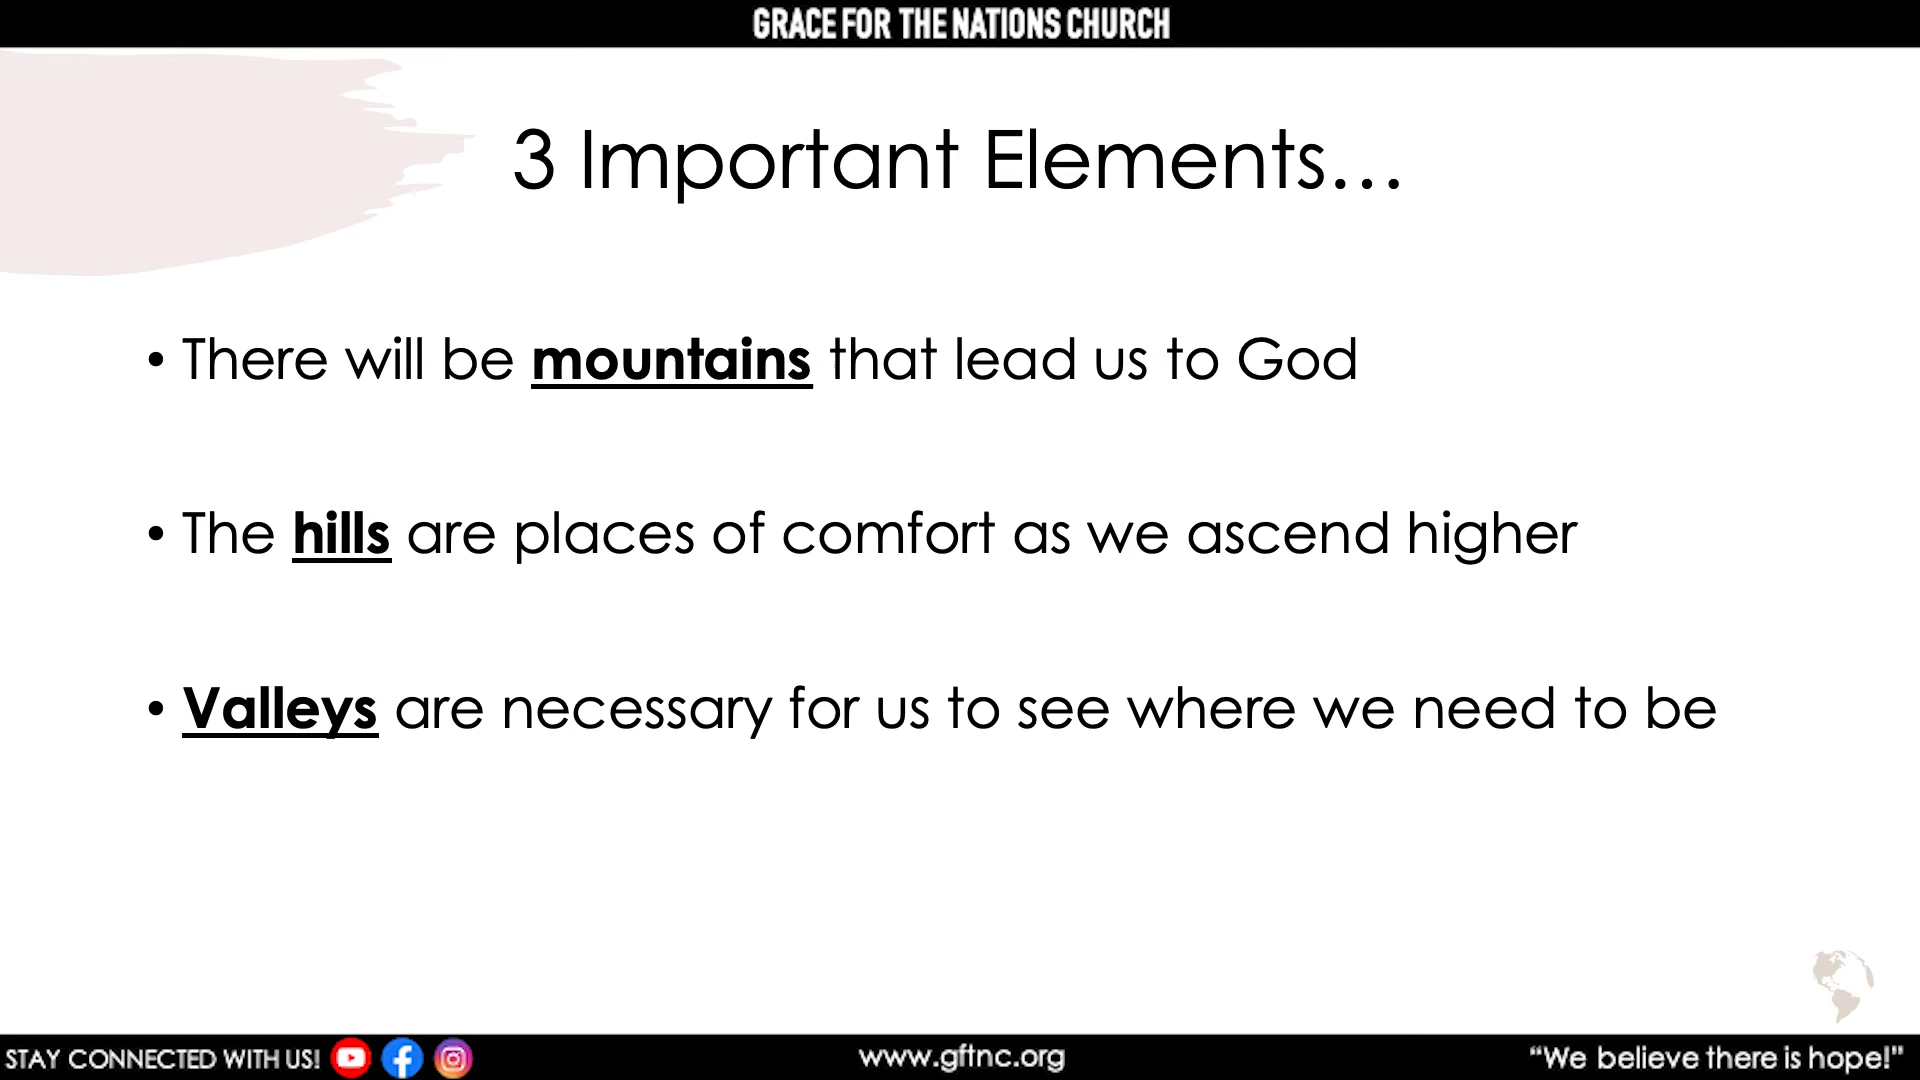 GRACE FOR THE NATIONS CHURCH
3 Important Elements…
• There will be mountains that lead us to God
• The hills are places of comfort as we ascend higher
• Valleys are necessary for us to see where we need to be
STAY CONNECTED WITH US!
www.gftnc.org
“We believe there is hope!”